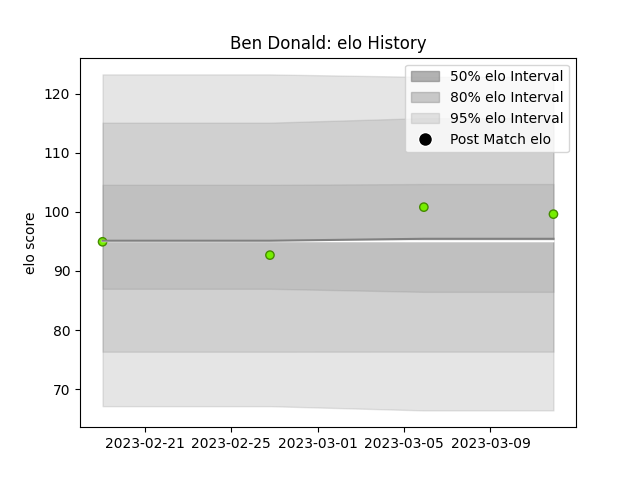 Ben Donald: elo History
50% elo Interval
80% elo Interval
95% elo Interval
Post Match elo
elo score
120
110
100
90
80
70
2023-02-21 2023-02-25 2023-03-01 2023-03-05 2023-03-09